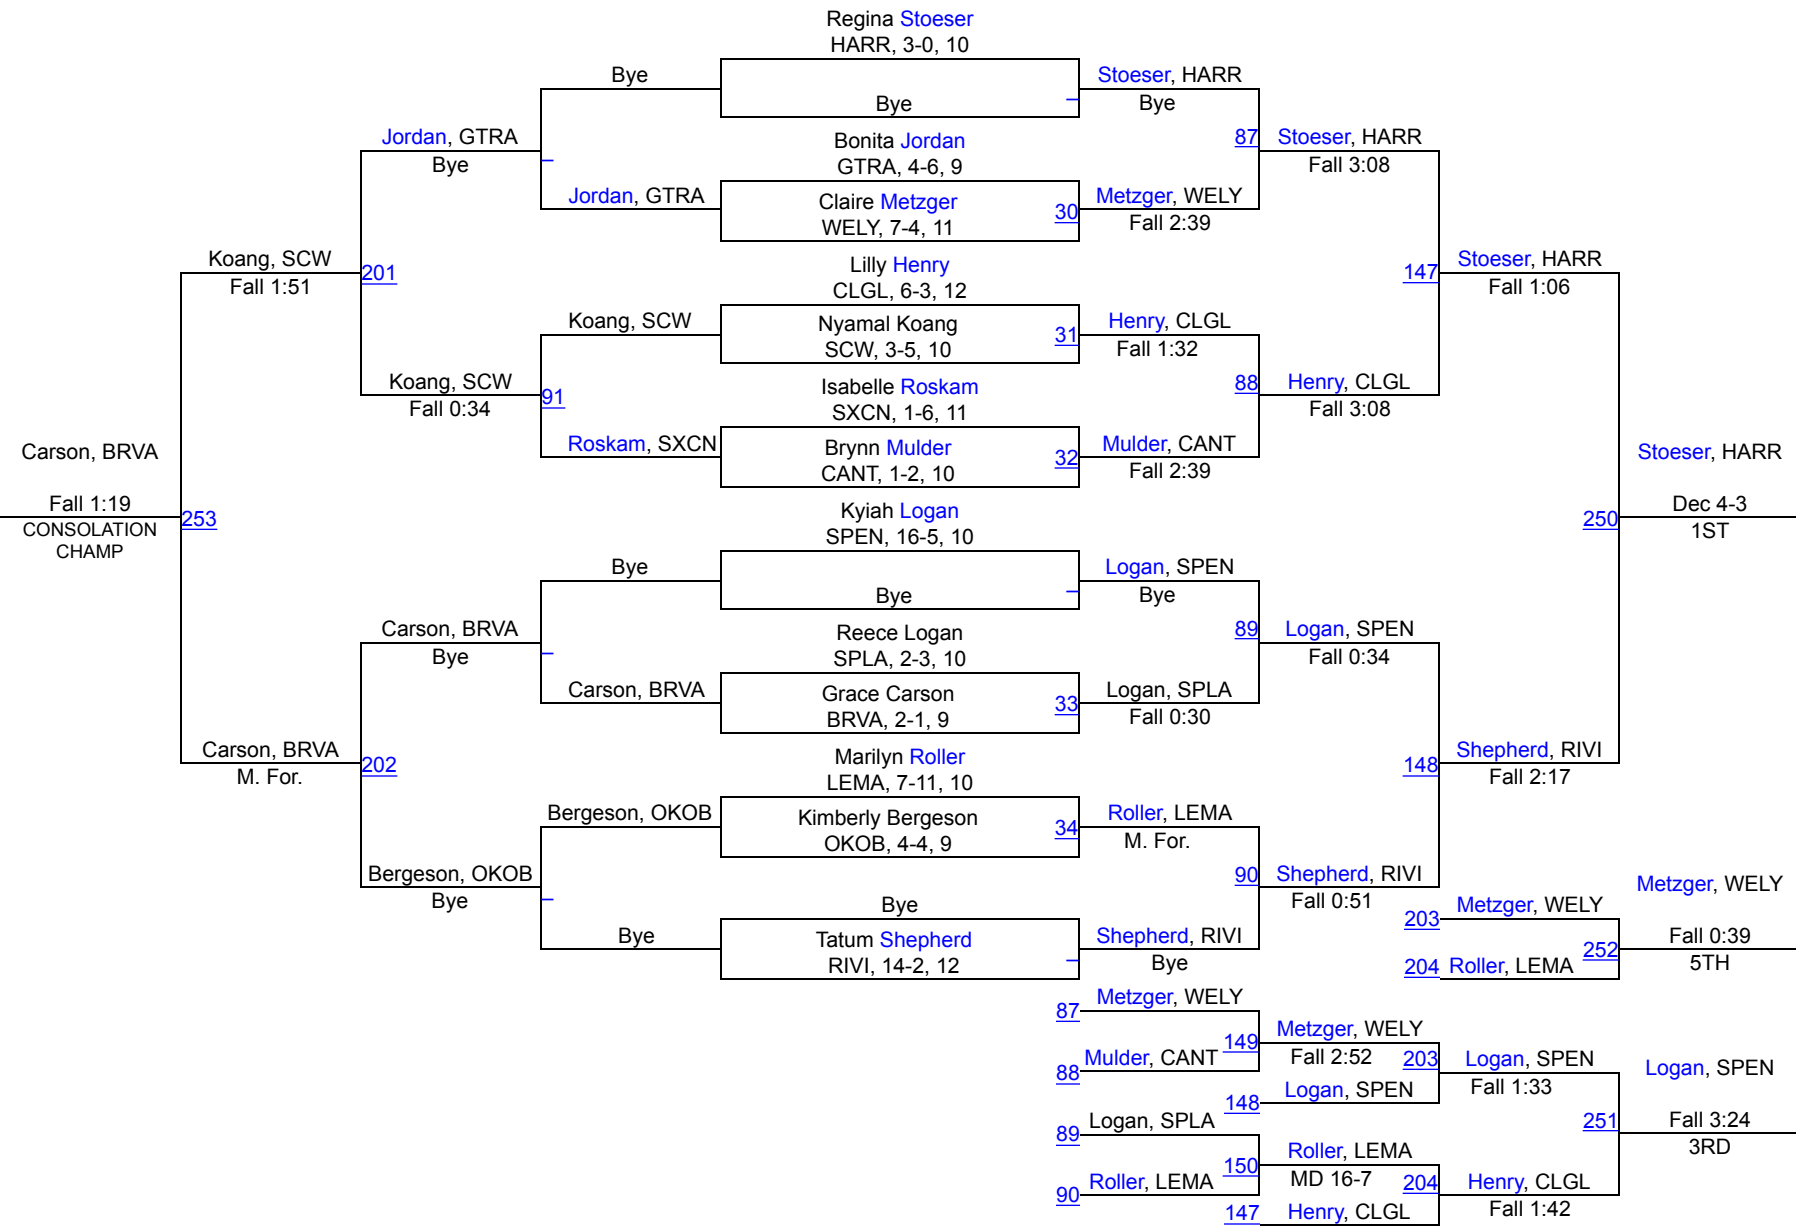 Regina Stoeser
HARR, 3-0, 10
Bye
Stoeser, HARR
Bye
Bye
Jordan, GTRA
Bye
Bonita Jordan
GTRA, 4-6, 9
87
Stoeser, HARR
Fall 3:08
Jordan, GTRA
Claire Metzger
WELY, 7-4, 11
30
Metzger, WELY
Fall 2:39
Koang, SCW
Fall 1:51
201
Lilly Henry
CLGL, 6-3, 12
147
Stoeser, HARR
Fall 1:06
Koang, SCW
Nyamal Koang
SCW, 3-5, 10
31
Henry, CLGL
Fall 1:32
Koang, SCW
Fall 0:34
91
Isabelle Roskam
SXCN, 1-6, 11
88
Henry, CLGL
Fall 3:08
Roskam, SXCN
Brynn Mulder
CANT, 1-2, 10
32
Mulder, CANT
Fall 2:39
Carson, BRVA
Fall 1:19
CONSOLATION
CHAMP
253
Kyiah Logan
SPEN, 16-5, 10
Stoeser, HARR
250
Dec 4-3
1ST
Bye
Bye
Logan, SPEN
Bye
Carson, BRVA
Bye
Reece Logan
SPLA, 2-3, 10
89
Logan, SPEN
Fall 0:34
Carson, BRVA
Grace Carson
BRVA, 2-1, 9
33
Logan, SPLA
Fall 0:30
Carson, BRVA
M. For.
202
Marilyn Roller
LEMA, 7-11, 10
148
Shepherd, RIVI
Fall 2:17
Bergeson, OKOB
Kimberly Bergeson
OKOB, 4-4, 9
34
Roller, LEMA
M. For.
Bergeson, OKOB
Bye
90
Shepherd, RIVI
Fall 0:51
Bye
Bye
Tatum Shepherd
RIVI, 14-2, 12
Shepherd, RIVI
Bye
203
Metzger, WELY
Metzger, WELY
252
Fall 0:39
5TH
204
Roller, LEMA
87
Metzger, WELY
149
Metzger, WELY
Fall 2:52
88
Mulder, CANT
203
Logan, SPEN
Fall 1:33
148
Logan, SPEN
Logan, SPEN
251
Fall 3:24
3RD
89
Logan, SPLA
150
Roller, LEMA
MD 16-7
90
Roller, LEMA
204
Henry, CLGL
Fall 1:42
147
Henry, CLGL